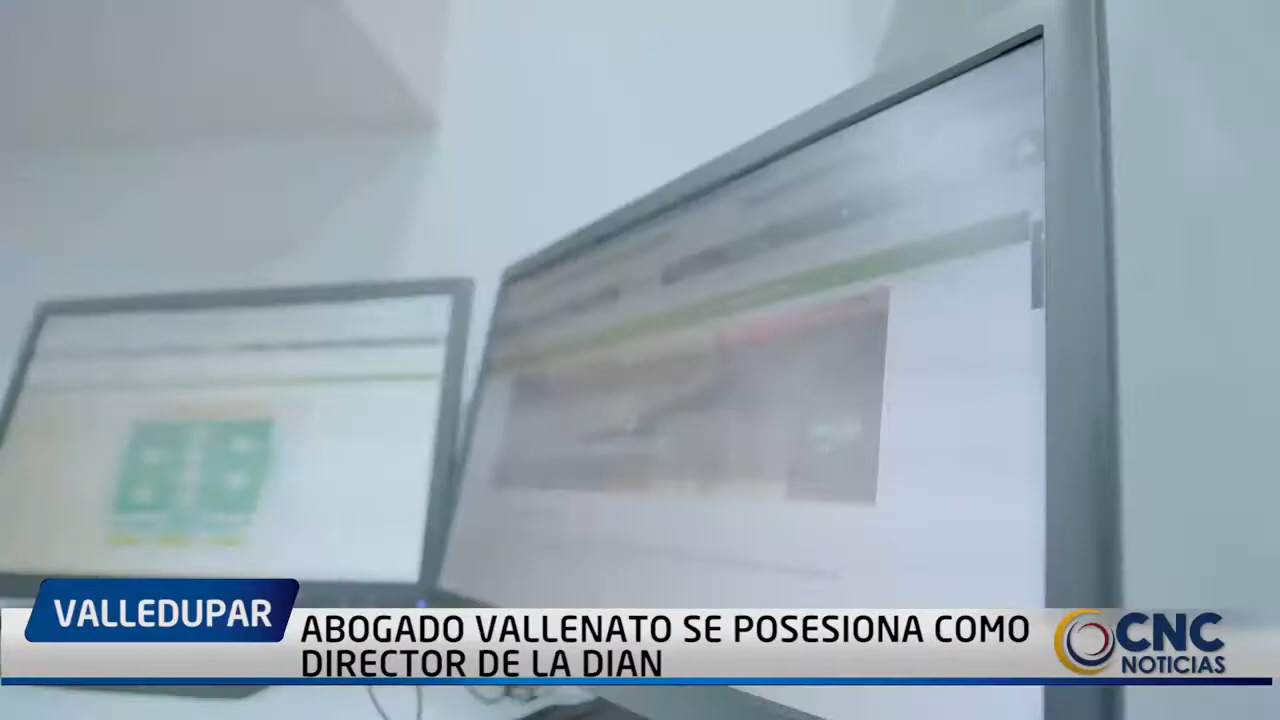 VALLEDUPAR
ABOGADO VALLENATO SE POSESIONA COMO
DIRECTOR DE LA DIAN
CNC
NOTICIAS